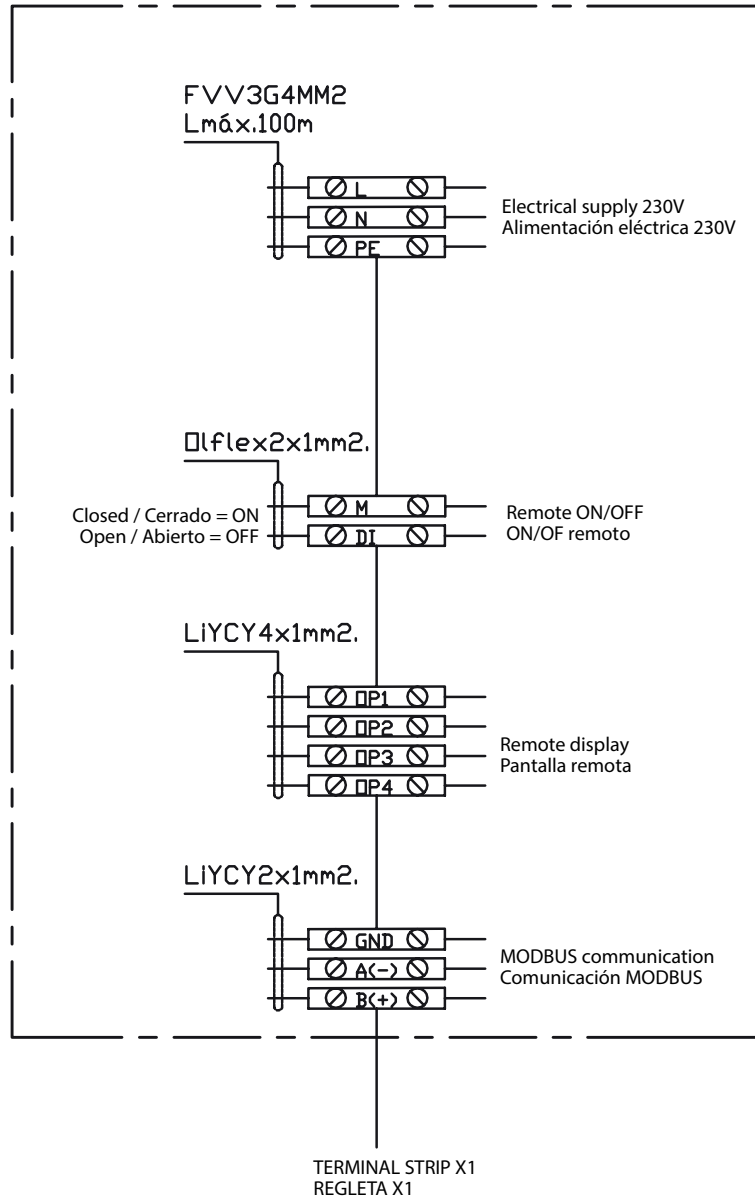 FVV3G4MM2
Lmáx.100m
L
N
PE
Electrical supply 230V
Alimentación eléctrica 230V
Olflex2x1mm2.
Closed / Cerrado = ON
Open / Abierto = OFF
M
DI
Remote ON/OFF
ON/OF remoto
LiYCY4x1mm2.
OP1
OP2
OP3
OP4
Remote display
Pantalla remota
LiYCY2x1mm2.
GND
A(-)
B(+)
MODBUS communication
Comunicación MODBUS
TERMINAL STRIP X1
REGLETA X1